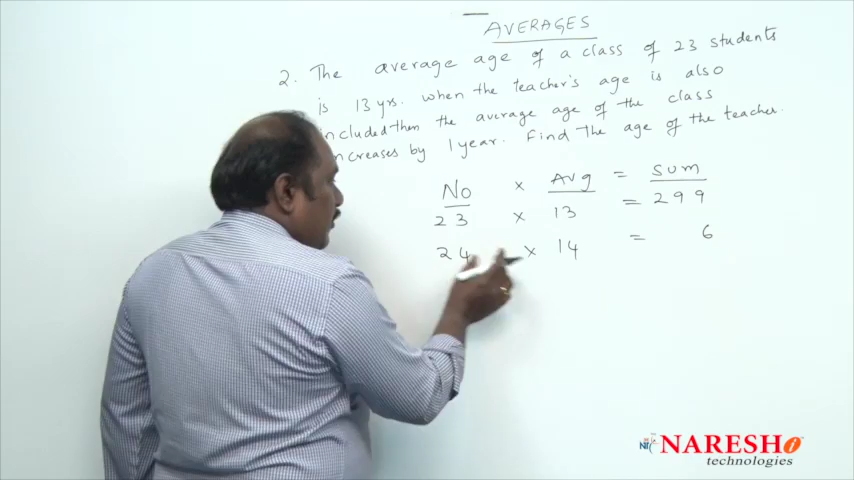 AVERAGES
2. The average age of a class of 23 students
is 13 yrs. when the teacher's age is also
included then the average age of the class
increases by 1 year. Find the age of the teacher.
No × Avg = Sum
23 × 13 = 299
24 × 14 = 6
NARESH i
technologies